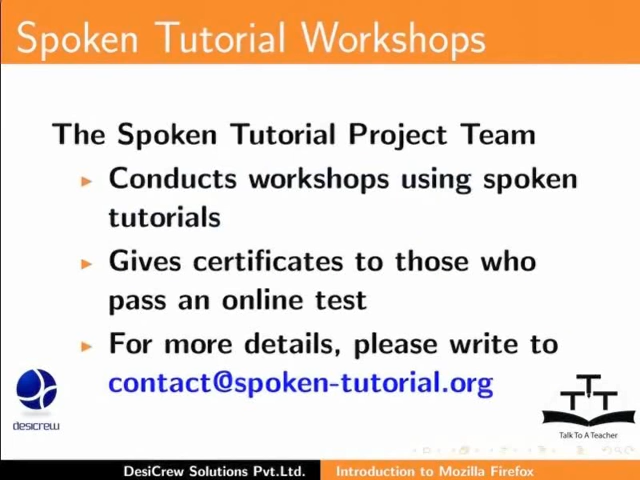 Spoken Tutorial Workshops
The Spoken Tutorial Project Team
Conducts workshops using spoken
tutorials
Gives certificates to those who
pass an online test
For more details, please write to
contact@spoken-tutorial.org
desicrew
TTT
Talk To A Teacher
DesiCrew Solutions Pvt.Ltd. Introduction to Mozilla Firefox